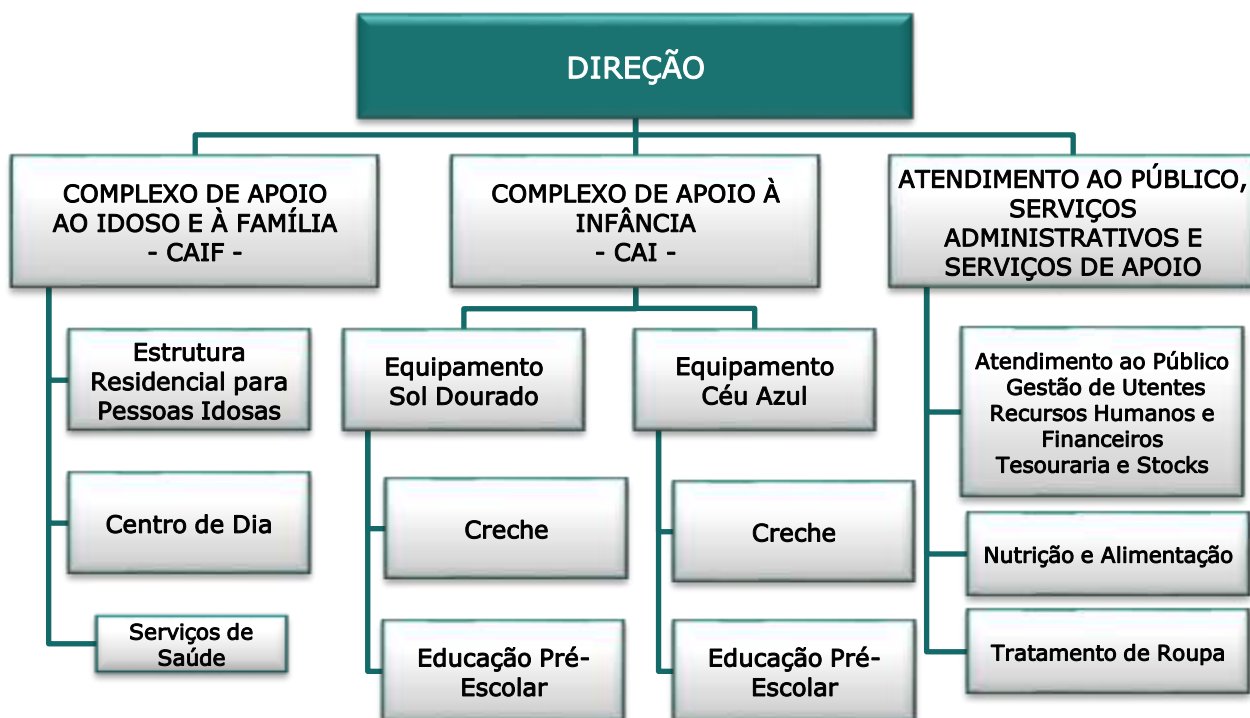 DIREÇÃO
COMPLEXO DE APOIO
AO IDOSO E À FAMÍLIA
- CAIF -
COMPLEXO DE APOIO À
INFÂNCIA
- CAI -
ATENDIMENTO AO PÚBLICO,
SERVIÇOS
ADMINISTRATIVOS E
SERVIÇOS DE APOIO
Estrutura
Residencial para
Pessoas Idosas
Centro de Dia
Serviços de
Saúde
Equipamento
Sol Dourado
Creche
Educação Pré-
Escolar
Equipamento
Céu Azul
Creche
Educação Pré-
Escolar
Atendimento ao Público
Gestão de Utentes
Recursos Humanos e
Financeiros
Tesouraria e Stocks
Nutrição e Alimentação
Tratamento de Roupa